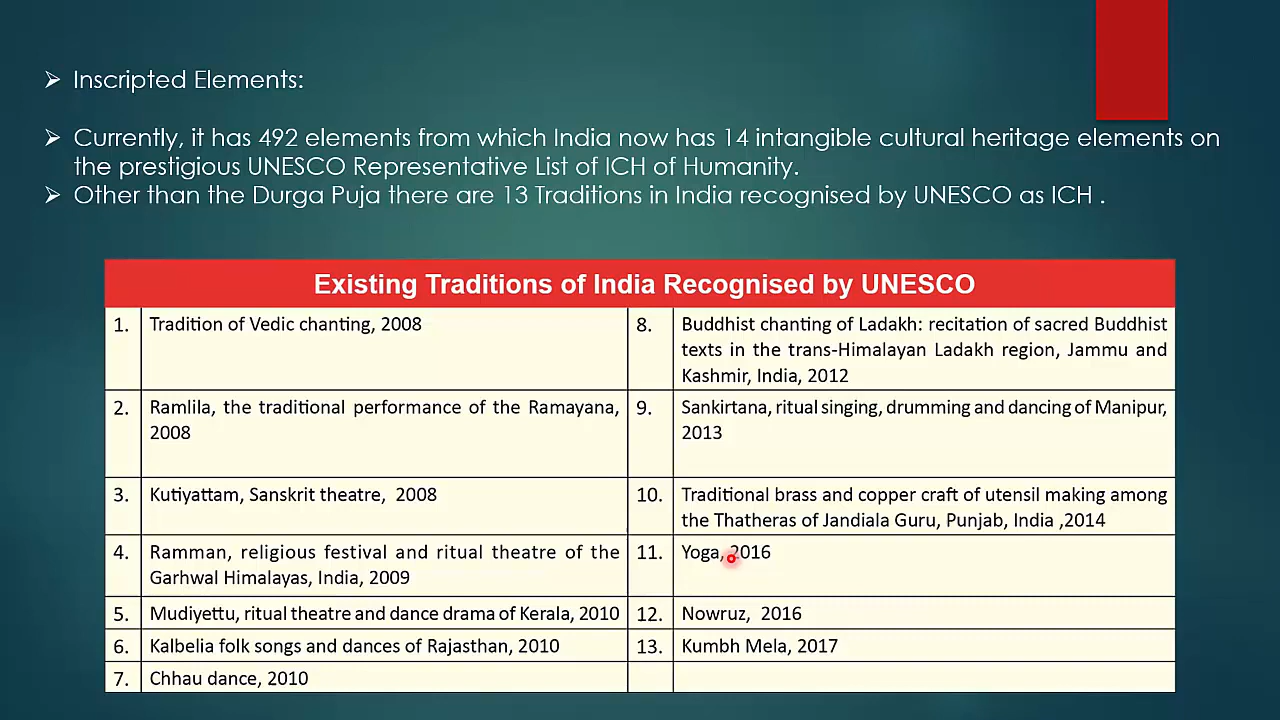 Inscripted Elements:
Currently, it has 492 elements from which India now has 14 intangible cultural heritage elements on
the prestigious UNESCO Representative List of ICH of Humanity.
Other than the Durga Puja there are 13 Traditions in India recognised by UNESCO as ICH .
Existing Traditions of India Recognised by UNESCO
1. Tradition of Vedic chanting, 2008
2. Ramlila, the traditional performance of the Ramayana,
2008
3. Kutiyattam, Sanskrit theatre, 2008
4. Ramman, religious festival and ritual theatre of the
Garhwal Himalayas, India, 2009
5. Mudiyettu, ritual theatre and dance drama of Kerala, 2010
6. Kalbelia folk songs and dances of Rajasthan, 2010
7. Chhau dance, 2010
8. Buddhist chanting of Ladakh: recitation of sacred Buddhist
texts in the trans-Himalayan Ladakh region, Jammu and
Kashmir, India, 2012
9. Sankirtana, ritual singing, drumming and dancing of Manipur,
2013
10. Traditional brass and copper craft of utensil making among
the Thatheras of Jandiala Guru, Punjab, India ,2014
11. Yoga, 2016
12. Nowruz, 2016
13. Kumbh Mela, 2017